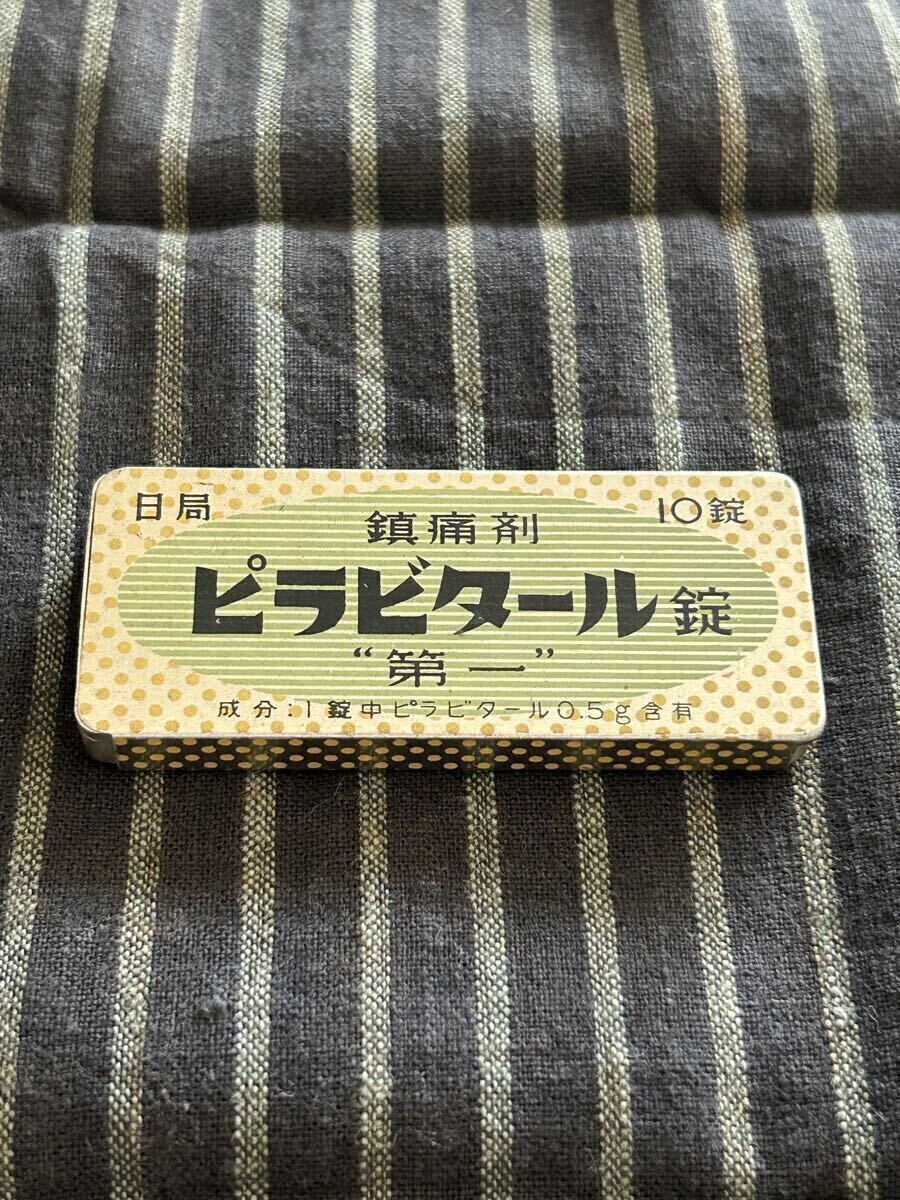 日局 10錠
鎮痛剤
ピラビタール錠
“第一”
成分:1錠中ピラビタール0.5g含有